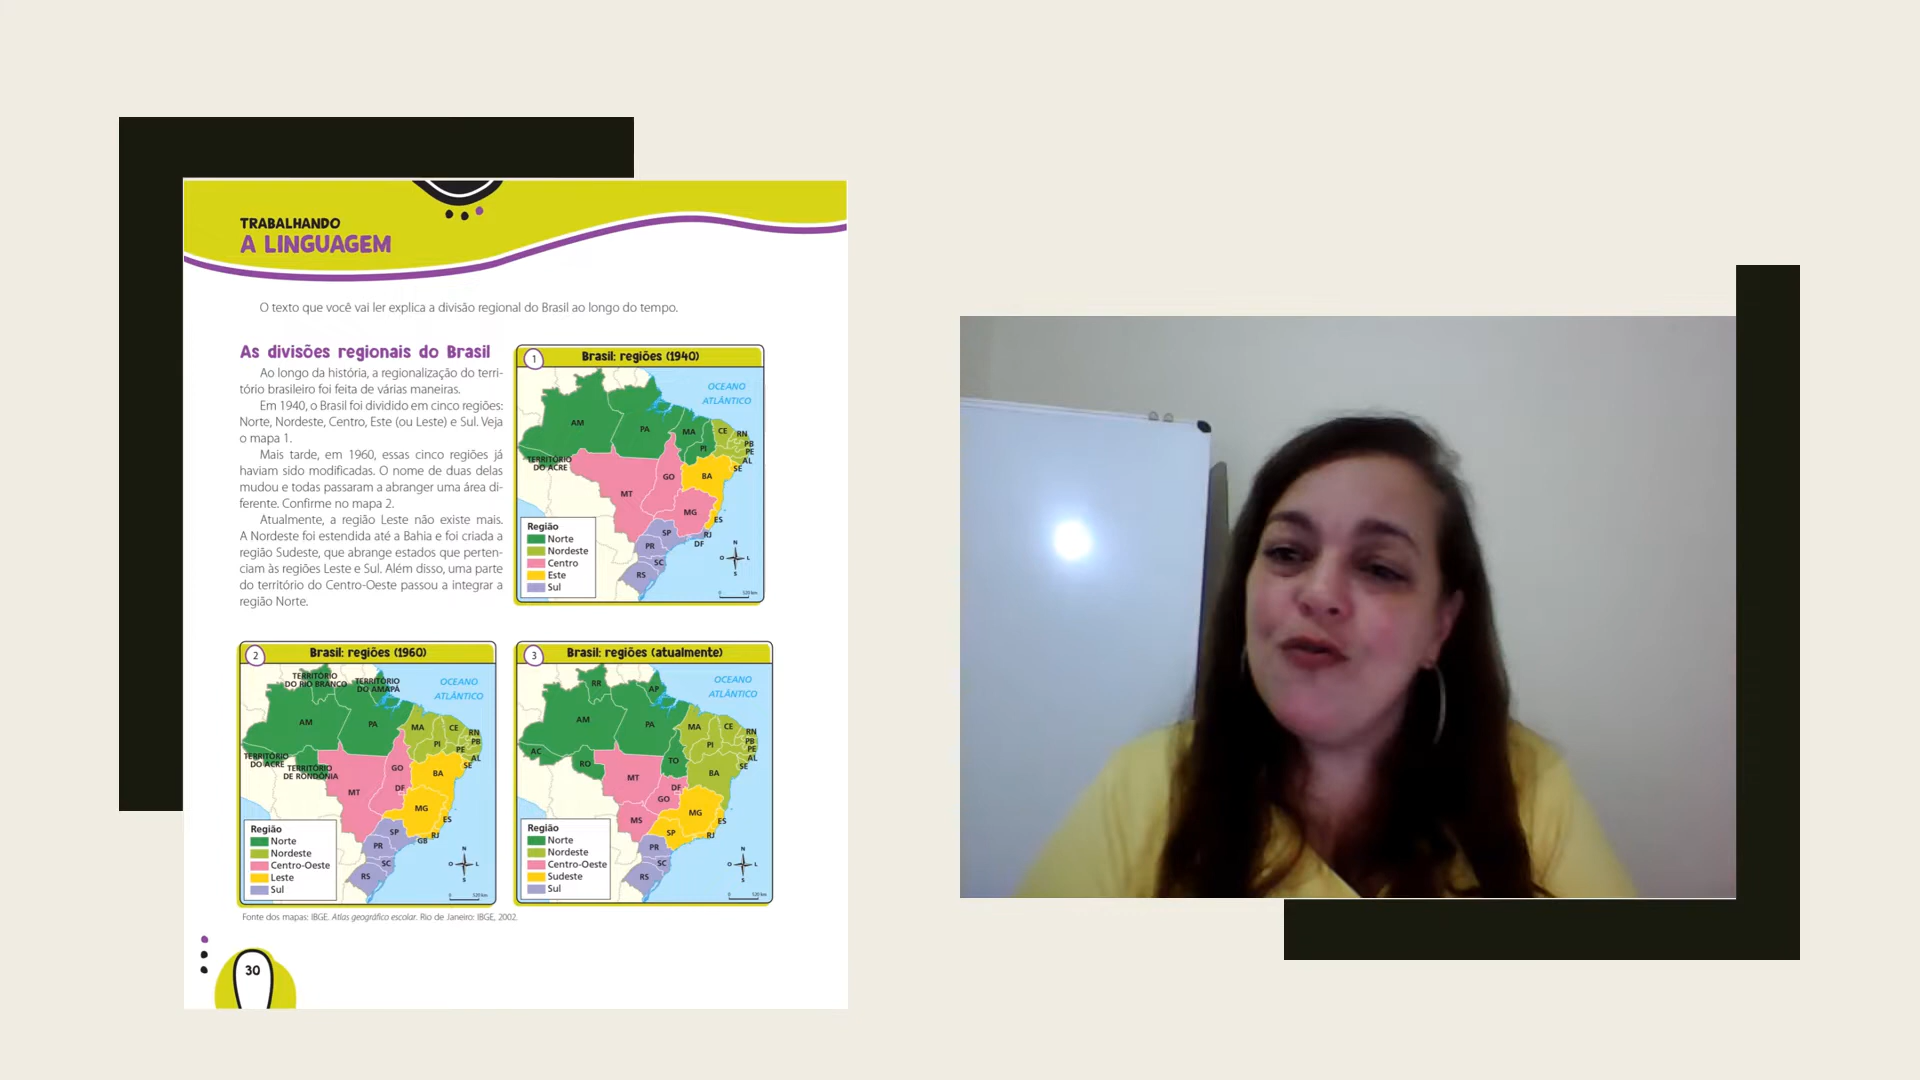 TRABALHANDO
A LINGUAGEM
O texto que você vai ler explica a divisão regional do Brasil ao longo do tempo.
As divisões regionais do Brasil
Ao longo da história, a regionalização do terri-
tório brasileiro foi feita de várias maneiras.
Em 1940, o Brasil foi dividido em cinco regiões:
Norte, Nordeste, Centro, Este (ou Leste) e Sul. Veja
o mapa 1.
Mais tarde, em 1960, essas cinco regiões já
haviam sido modificadas. O nome de duas delas
mudou e todas passaram a abranger uma área di-
ferente. Confirme no mapa 2.
Atualmente, a região Leste não existe mais.
A Nordeste foi estendida até a Bahia e foi criada a
região Sudeste, que abrange estados que perten-
ciam às regiões Leste e Sul. Além disso, uma parte
do território do Centro-Oeste passou a integrar a
região Norte.
1 Brasil: regiões (1940)
OCEANO
ATLÂNTICO
AM
PA
MA
CE
RN
PB
PE
AL
SE
PI
TERRITÓRIO
DO ACRE
GO
BA
MT
MG
ES
SP
RJ
DF
PR
SC
RS
Região
Norte
Nordeste
Centro
Este
Sul
N
O L
S
0 520 km
2 Brasil: regiões (1960)
TERRITÓRIO
DO RIO BRANCO
TERRITÓRIO
DO AMAPÁ
OCEANO
ATLÂNTICO
AM
PA
MA
CE
RN
PB
PI
PE
AL
SE
TERRITÓRIO
DO ACRE
TERRITÓRIO
DE RONDÔNIA
GO
BA
MT
DF
MG
ES
SP
RJ
GB
PR
SC
RS
Região
Norte
Nordeste
Centro-Oeste
Leste
Sul
N
O L
S
0 520 km
3 Brasil: regiões (atualmente)
RR
AP
OCEANO
ATLÂNTICO
AM
PA
MA
CE
RN
PB
PE
AL
SE
PI
AC
RO
TO
BA
MT
DF
GO
MG
ES
MS
SP
RJ
PR
SC
RS
Região
Norte
Nordeste
Centro-Oeste
Sudeste
Sul
N
O L
S
0 520 km
Fonte dos mapas: IBGE. Atlas geográfico escolar. Rio de Janeiro: IBGE, 2002.
30